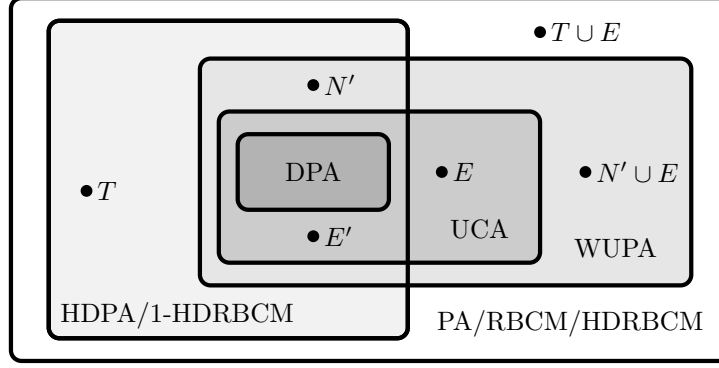 T ∪ E
N′
DPA
E
N′ ∪ E
T
E′
UCA
WUPA
HDPA/1-HDRBCM
PA/RBCM/HDRBCM